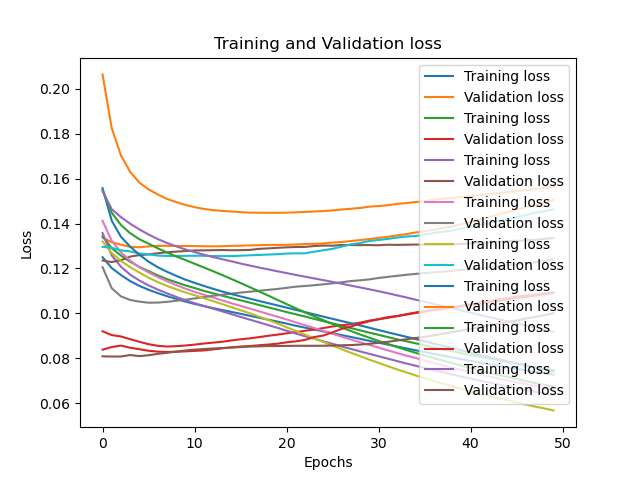 Training and Validation loss
Loss
0.20
0.18
0.16
0.14
0.12
0.10
0.08
0.06
Training loss
Validation loss
Training loss
Validation loss
Training loss
Validation loss
Training loss
Validation loss
Training loss
Validation loss
Training loss
Validation loss
Training loss
Validation loss
Training loss
Validation loss
0
10
20
30
40
50
Epochs